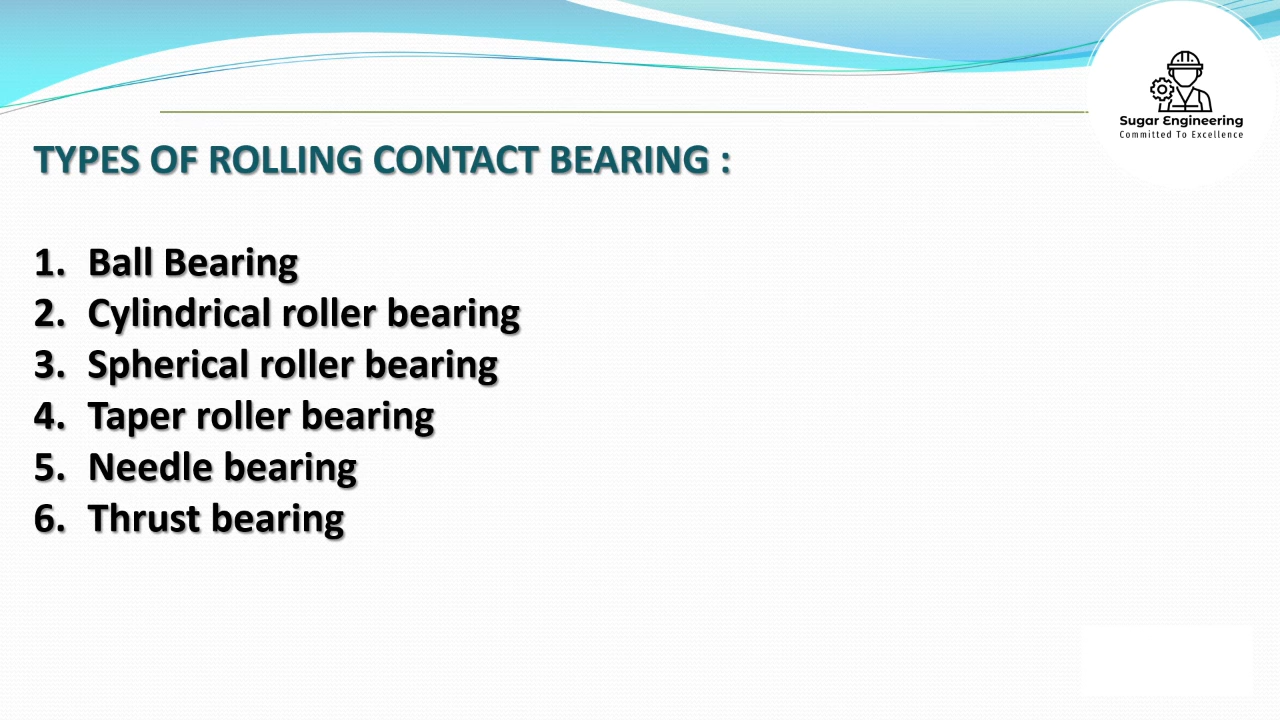 Sugar Engineering
Committed To Excellence
TYPES OF ROLLING CONTACT BEARING :
1. Ball Bearing
2. Cylindrical roller bearing
3. Spherical roller bearing
4. Taper roller bearing
5. Needle bearing
6. Thrust bearing